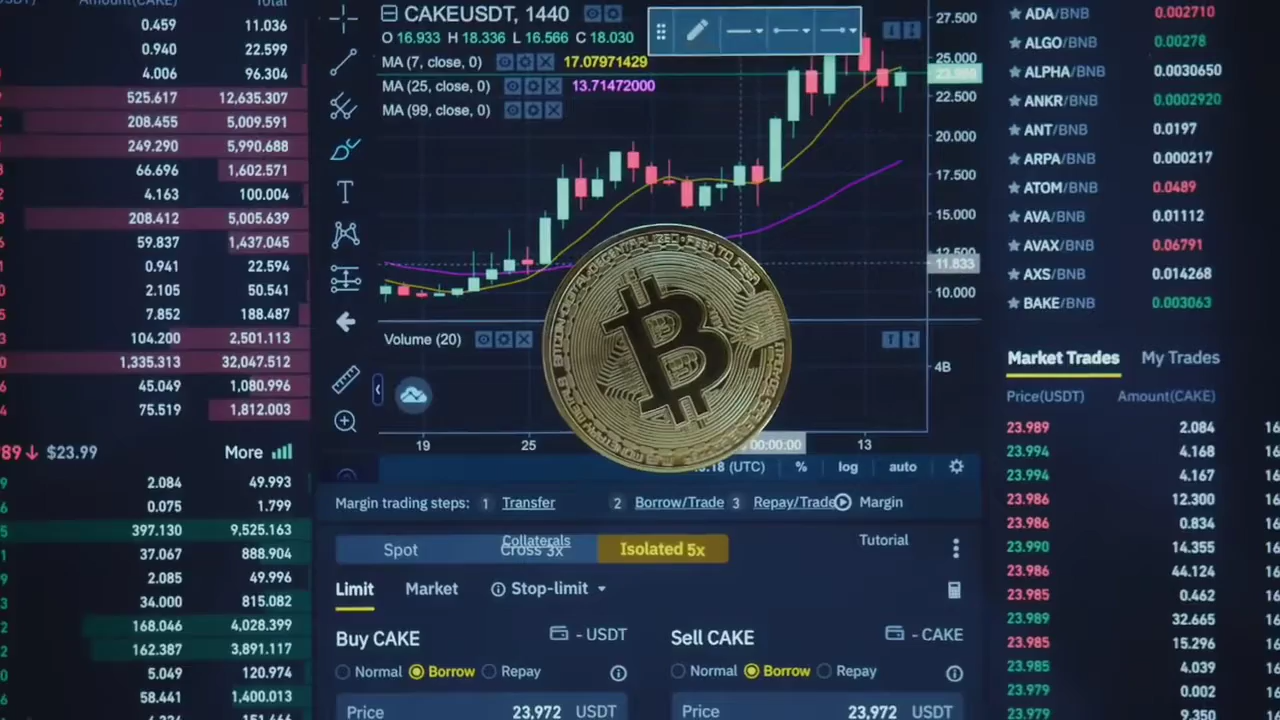 Amount(CAKE) Total
0.459 11.036
0.940 22.599
4.006 96.304
525.617 12,635.307
208.455 5,009.591
249.290 5,990.688
66.696 1,602.571
4.163 100.004
208.412 5,005.639
59.837 1,437.045
0.941 22.594
2.105 50.541
7.852 188.487
104.200 2,501.113
1,335.313 32,047.512
45.049 1,080.996
75.519 1,812.003
89 $23.99 More
2.084 49.993
0.075 1.799
397.130 9,525.163
37.067 888.904
2.085 49.996
34.000 815.082
168.046 4,028.399
162.387 3,891.117
5.049 120.974
58.441 1,400.013
CAKEUSDT, 1440
O 16.933 H 18.336 L 16.566 C 18.030
MA (7, close, 0) 17.07971429
MA (25, close, 0) 13.71472000
MA (99, close, 0)
27.500
25.000
22.500
20.000
17.500
15.000
12.500
11.833
10.000
Volume (20)
4B
19 25 00:00:00 13
(UTC) % log auto
Margin trading steps: 1 Transfer 2 Borrow/Trade 3 Repay/Trade Margin
Collaterals Tutorial
Spot Cross 3x Isolated 5x
Limit Market Stop-limit
Buy CAKE - USDT
Normal Borrow Repay
Price 23,972 USDT
Sell CAKE - CAKE
Normal Borrow Repay
Price 23,972 USDT
ADA/BNB 0.002710
ALGO/BNB 0.00278
ALPHA/BNB 0.0030650
ANKR/BNB 0.0002920
ANT/BNB 0.0197
ARPA/BNB 0.000217
ATOM/BNB 0.0489
AVA/BNB 0.01112
AVAX/BNB 0.06791
AXS/BNB 0.014268
BAKE/BNB 0.003063
Market Trades My Trades
Price(USDT) Amount(CAKE)
23.989 2.084
23.994 4.168
23.994 4.167
23.986 12.300
23.986 0.834
23.990 14.355
23.986 44.124
23.985 0.462
23.989 32.665
23.985 15.296
23.985 4.039
23.979 0.002
23.979 9.350